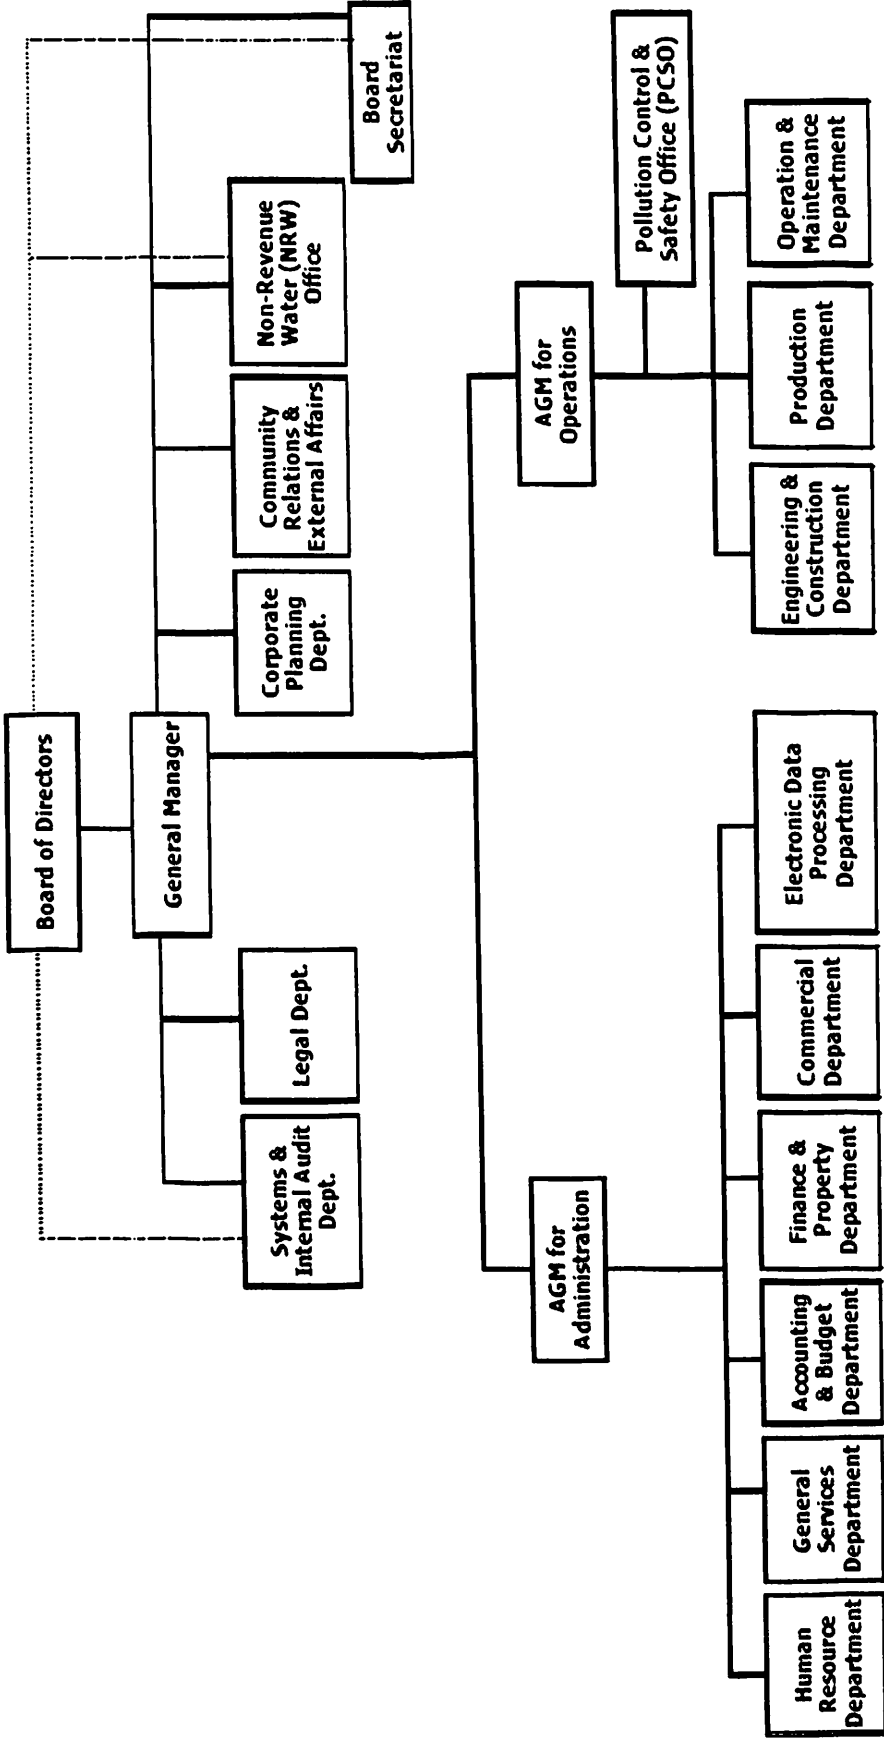 Board of Directors
General Manager
Systems &
Internal Audit
Dept.
Legal Dept.
Corporate
Planning
Dept.
Community
Relations &
External Affairs
Non-Revenue
Water (NRW)
Office
Board
Secretariat
AGM for
Administration
AGM for
Operations
Pollution Control &
Safety Office (PCSO)
Human
Resource
Department
General
Services
Department
Accounting
& Budget
Department
Finance &
Property
Department
Commercial
Department
Electronic Data
Processing
Department
Engineering &
Construction
Department
Production
Department
Operation &
Maintenance
Department